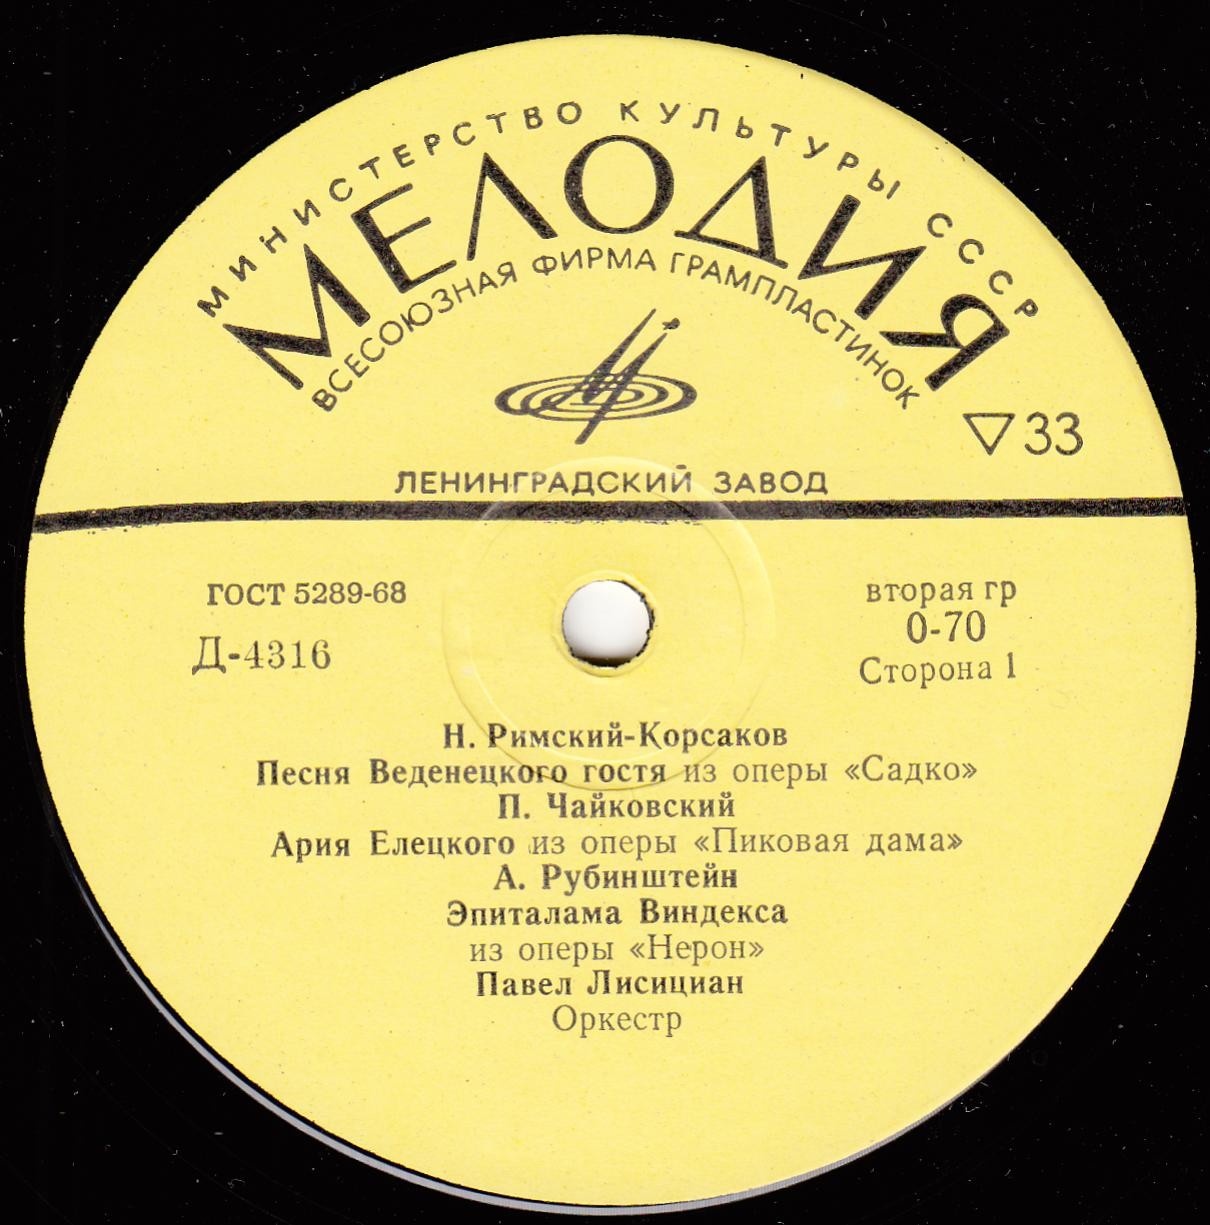 МИНИСТЕРСТВО КУЛЬТУРЫ СССР
МЕЛОДИЯ
ВСЕСОЮЗНАЯ ФИРМА ГРАМПЛАСТИНОК
▽33
ЛЕНИНГРАДСКИЙ ЗАВОД
ГОСТ 5289-68
Д-4316
вторая гр
0-70
Сторона 1
Н. Римский-Корсаков
Песня Веденецкого гостя из оперы «Садко»
П. Чайковский
Ария Елецкого из оперы «Пиковая дама»
А. Рубинштейн
Эпиталама Виндекса
из оперы «Нерон»
Павел Лисициан
Оркестр